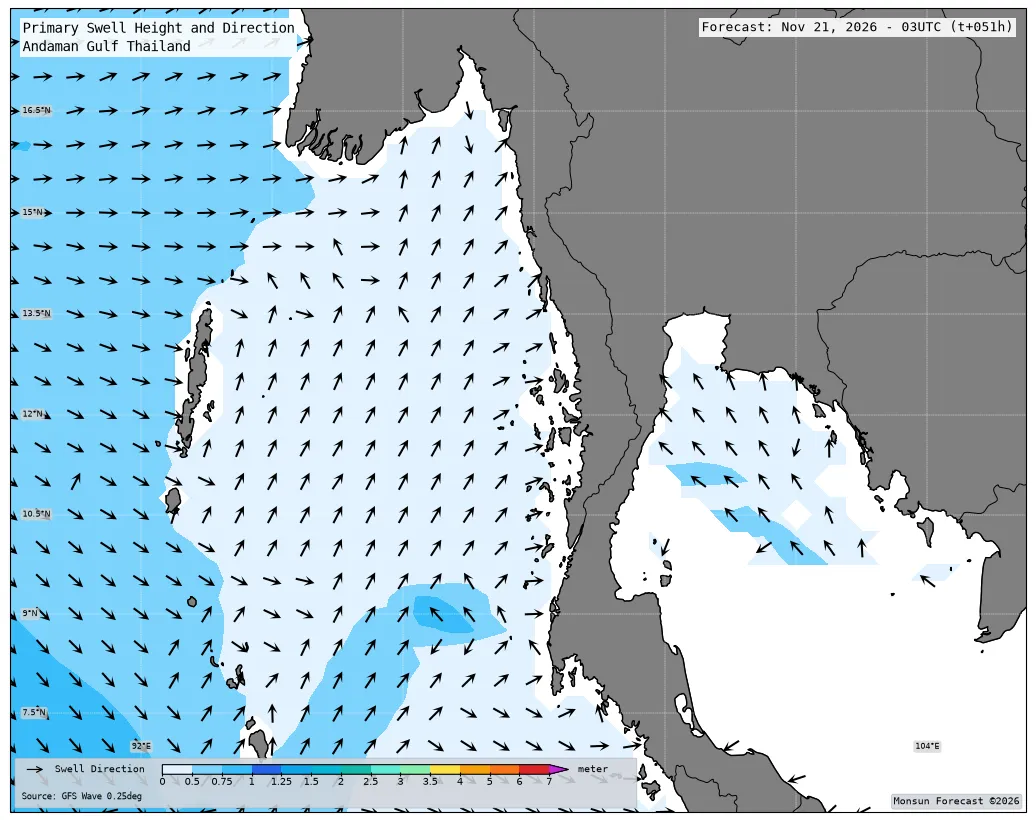 Primary Swell Height and Direction
Andaman Gulf Thailand
Forecast: Nov 21, 2026 - 03UTC (t+051h)
16.5°N
15°N
13.5°N
12°N
10.5°N
9°N
7.5°N
92°E
104°E
Swell Direction
meter
0 0.5 0.75 1 1.25 1.5 2 2.5 3 3.5 4 5 6 7
Source: GFS Wave 0.25deg
Monsun Forecast ©2026